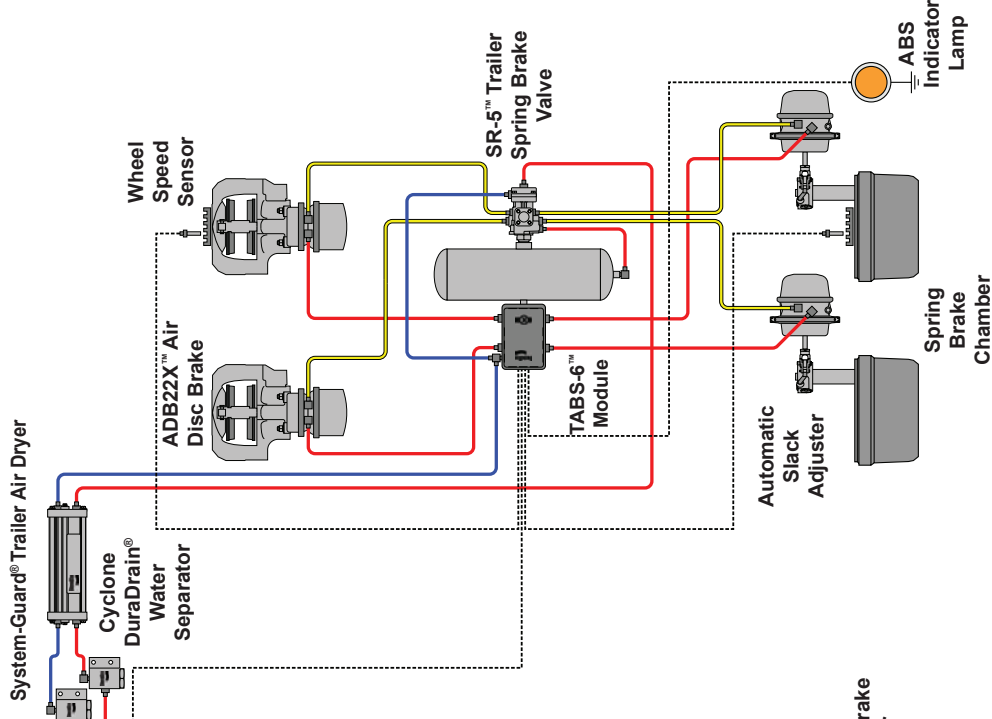 System-Guard® Trailer Air Dryer
Cyclone
DuraDrain®
Water
Separator
Wheel
Speed
Sensor
ADB22X™ Air
Disc Brake
SR-5™ Trailer
Spring Brake
Valve
TABS-6™
Module
Automatic
Slack
Adjuster
ABS
Indicator
Lamp
Spring
Brake
Chamber
rake